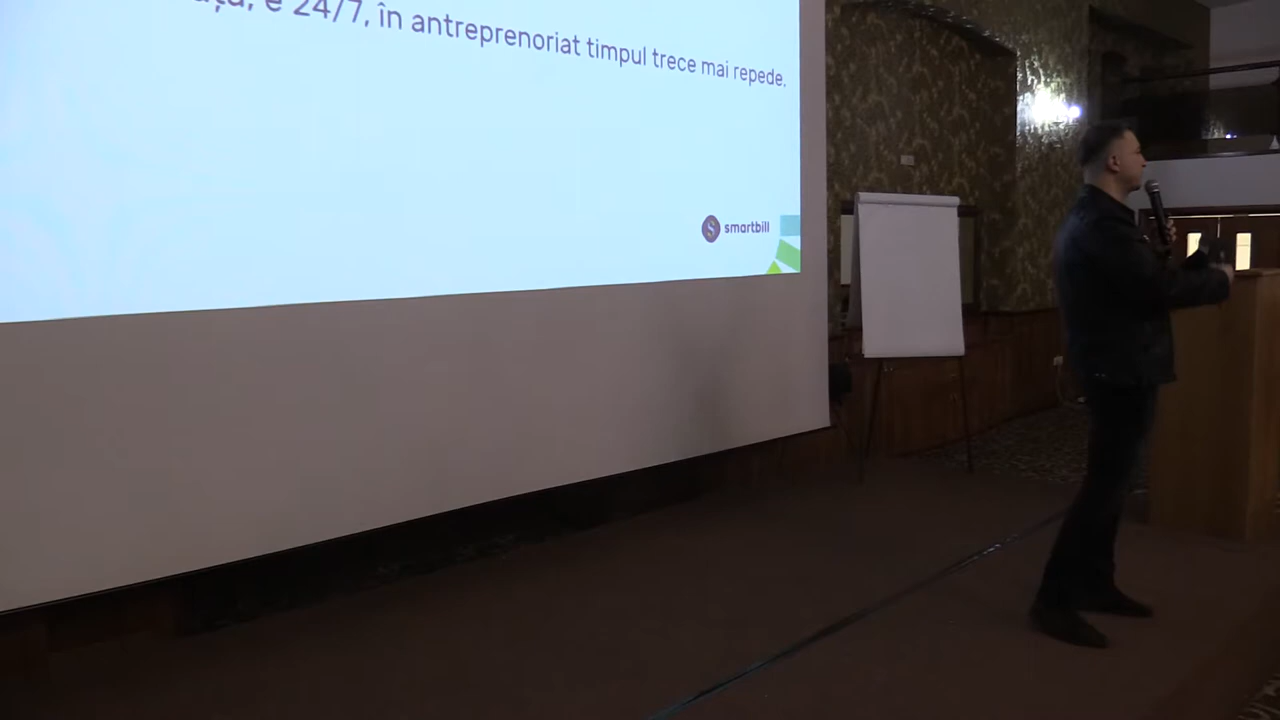 e 24/7, în antreprenoriat timpul trece mai repede.
smartbill